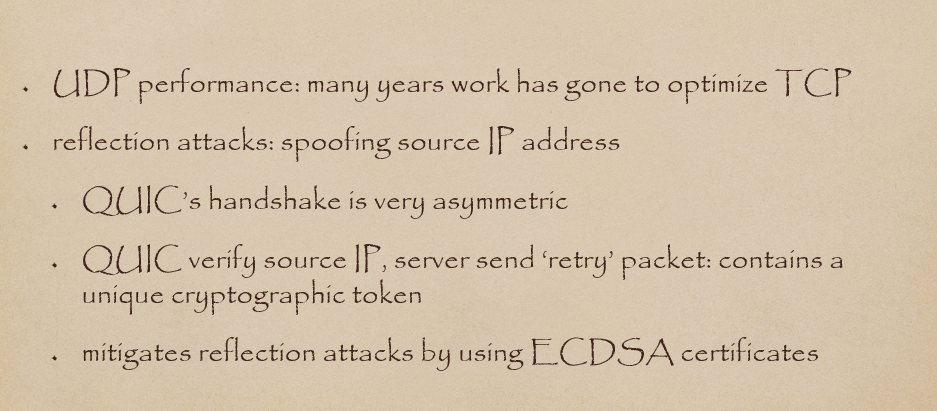 UDP performance: many years work has gone to optimize TCP
reflection attacks: spoofing source IP address
QUIC's handshake is very asymmetric
QUIC verify source IP, server send 'retry' packet: contains a
unique cryptographic token
mitigates reflection attacks by using ECDSA certificates